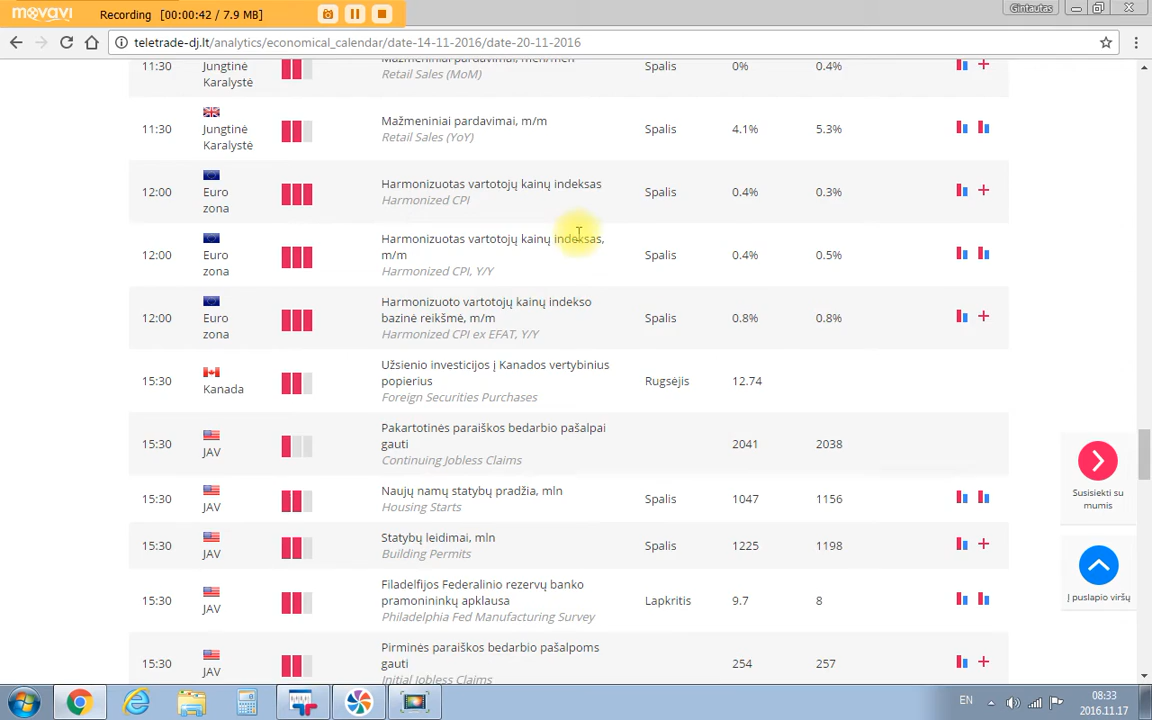 movavi
Recording [00:00:42 / 7.9 MB]
Gintautas
teletrade-dj.lt/analytics/economical_calendar/date-14-11-2016/date-20-11-2016
11:30 Jungtinė Karalystė Mažmeniniai pardavimai, mėn/mėn Spalis 0% 0.4%
Retail Sales (MoM)
11:30 Jungtinė Karalystė Mažmeniniai pardavimai, m/m Spalis 4.1% 5.3%
Retail Sales (YoY)
12:00 Euro zona Harmonizuotas vartotojų kainų indeksas Spalis 0.4% 0.3%
Harmonized CPI
12:00 Euro zona Harmonizuotas vartotojų kainų indeksas, m/m Spalis 0.4% 0.5%
Harmonized CPI, Y/Y
12:00 Euro zona Harmonizuoto vartotojų kainų indekso bazinė reikšmė, m/m Spalis 0.8% 0.8%
Harmonized CPI ex EFAT, Y/Y
15:30 Kanada Užsienio investicijos į Kanados vertybinius popierius Rugsėjis 12.74
Foreign Securities Purchases
15:30 JAV Pakartotinės paraiškos bedarbio pašalpai gauti 2041 2038
Continuing Jobless Claims
15:30 JAV Naujų namų statybų pradžia, mln Spalis 1047 1156
Housing Starts
15:30 JAV Statybų leidimai, mln Spalis 1225 1198
Building Permits
15:30 JAV Filadelfijos Federalinio rezervų banko pramonininkų apklausa Lapkritis 9.7 8
Philadelphia Fed Manufacturing Survey
15:30 JAV Pirminės paraiškos bedarbio pašalpoms gauti 254 257
Initial Jobless Claims
Susisiekti su mumis
Į puslapio viršų
EN
08:33
2016.11.17